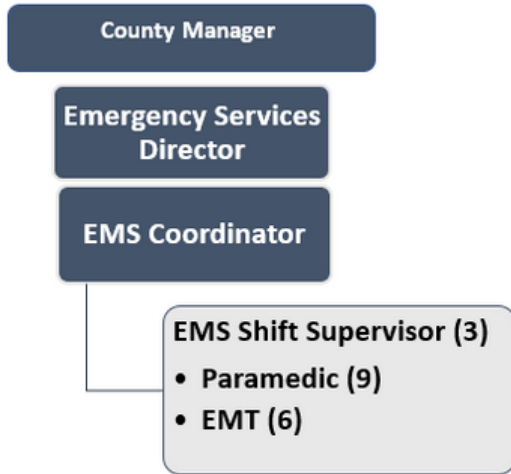 County Manager
Emergency Services
Director
EMS Coordinator
EMS Shift Supervisor (3)
• Paramedic (9)
• EMT (6)